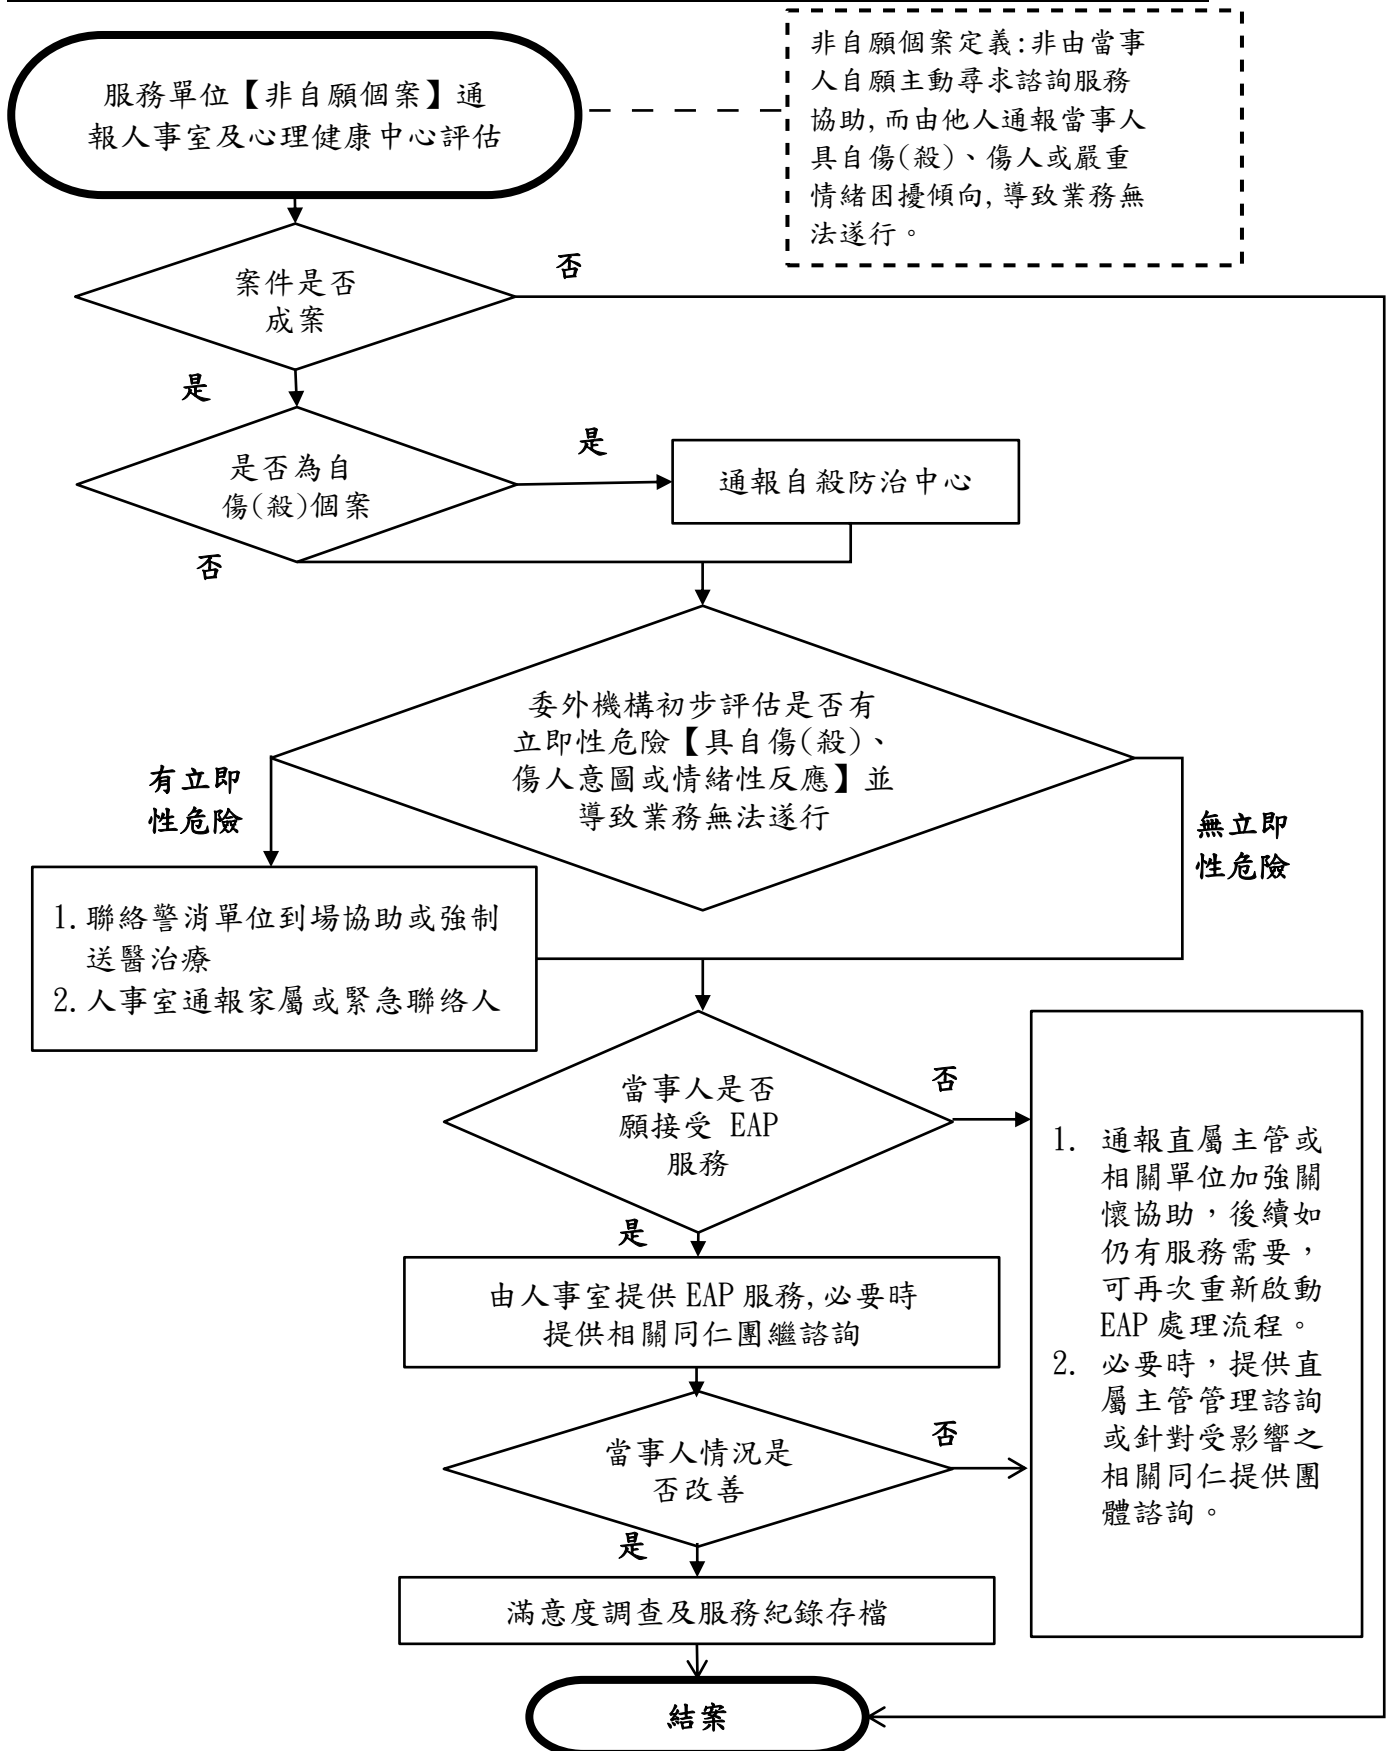 服務單位【非自願個案】通
報人事室及心理健康中心評估
非自願個案定義:非由當事
人自願主動尋求諮詢服務
協助,而由他人通報當事人
具自傷(殺)、傷人或嚴重
情緒困擾傾向,導致業務無
法遂行。
案件是否
成案
否
是
是否為自
傷(殺)個案
是
通報自殺防治中心
否
委外機構初步評估是否有
立即性危險【具自傷(殺)、
傷人意圖或情緒性反應】並
導致業務無法遂行
有立即
性危險
無立即
性危險
1.聯絡警消單位到場協助或強制
送醫治療
2.人事室通報家屬或緊急聯络人
當事人是否
願接受 EAP
服務
否
是
1. 通報直屬主管或
相關單位加強關
懷協助，後續如
仍有服務需要，
可再次重新啟動
EAP 處理流程。
2. 必要時，提供直
屬主管管理諮詢
或針對受影響之
相關同仁提供團
體諮詢。
由人事室提供 EAP 服務,必要時
提供相關同仁團繼諮詢
當事人情況是
否改善
否
是
滿意度調查及服務紀錄存檔
結案